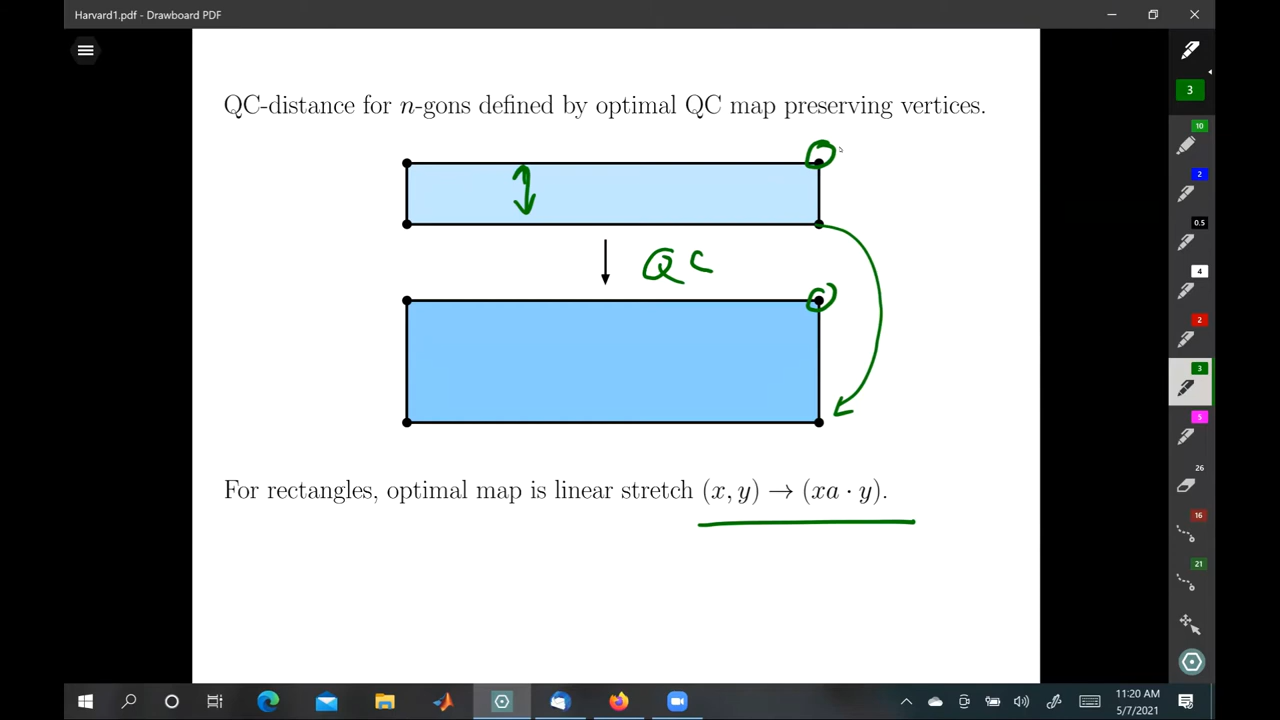 Harvard1.pdf - Drawboard PDF
QC-distance for n-gons defined by optimal QC map preserving vertices.
QC
For rectangles, optimal map is linear stretch (x, y) → (xa · y).
3
10
2
0.5
4
2
3
5
26
16
21
11:20 AM
5/7/2021